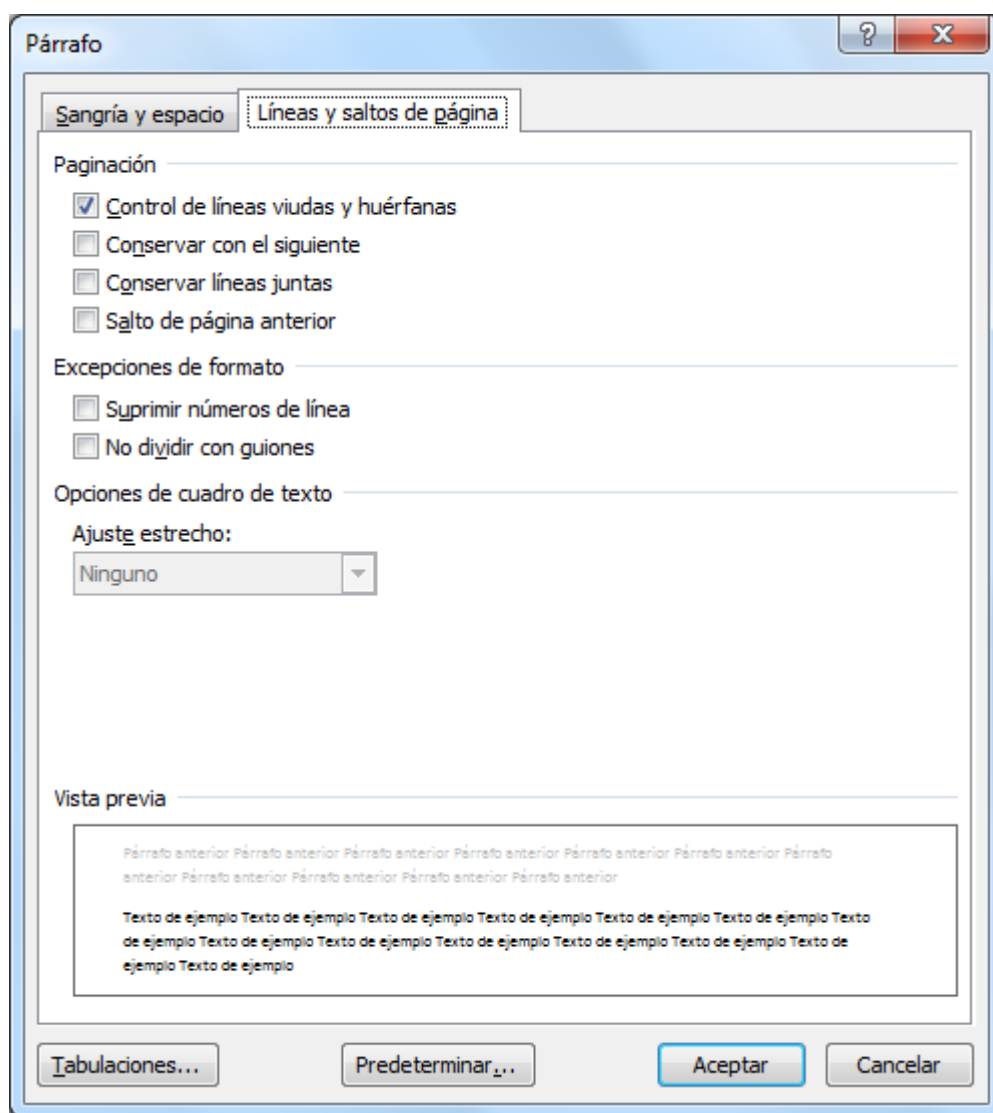 Párrafo
Sangría y espacio
Líneas y saltos de página
Paginación
Control de líneas viudas y huérfanas
Conservar con el siguiente
Conservar líneas juntas
Salto de página anterior
Excepciones de formato
Suprimir números de línea
No dividir con guiones
Opciones de cuadro de texto
Ajuste estrecho:
Ninguno
Vista previa
Párrafo anterior Párrafo anterior Párrafo anterior Párrafo anterior Párrafo anterior Párrafo anterior Párrafo
anterior Párrafo anterior Párrafo anterior Párrafo anterior Párrafo anterior
Texto de ejemplo Texto de ejemplo Texto de ejemplo Texto de ejemplo Texto de ejemplo Texto de ejemplo Texto
de ejemplo Texto de ejemplo Texto de ejemplo Texto de ejemplo Texto de ejemplo Texto de ejemplo Texto de
ejemplo Texto de ejemplo
Tabulaciones...
Predeterminar...
Aceptar
Cancelar